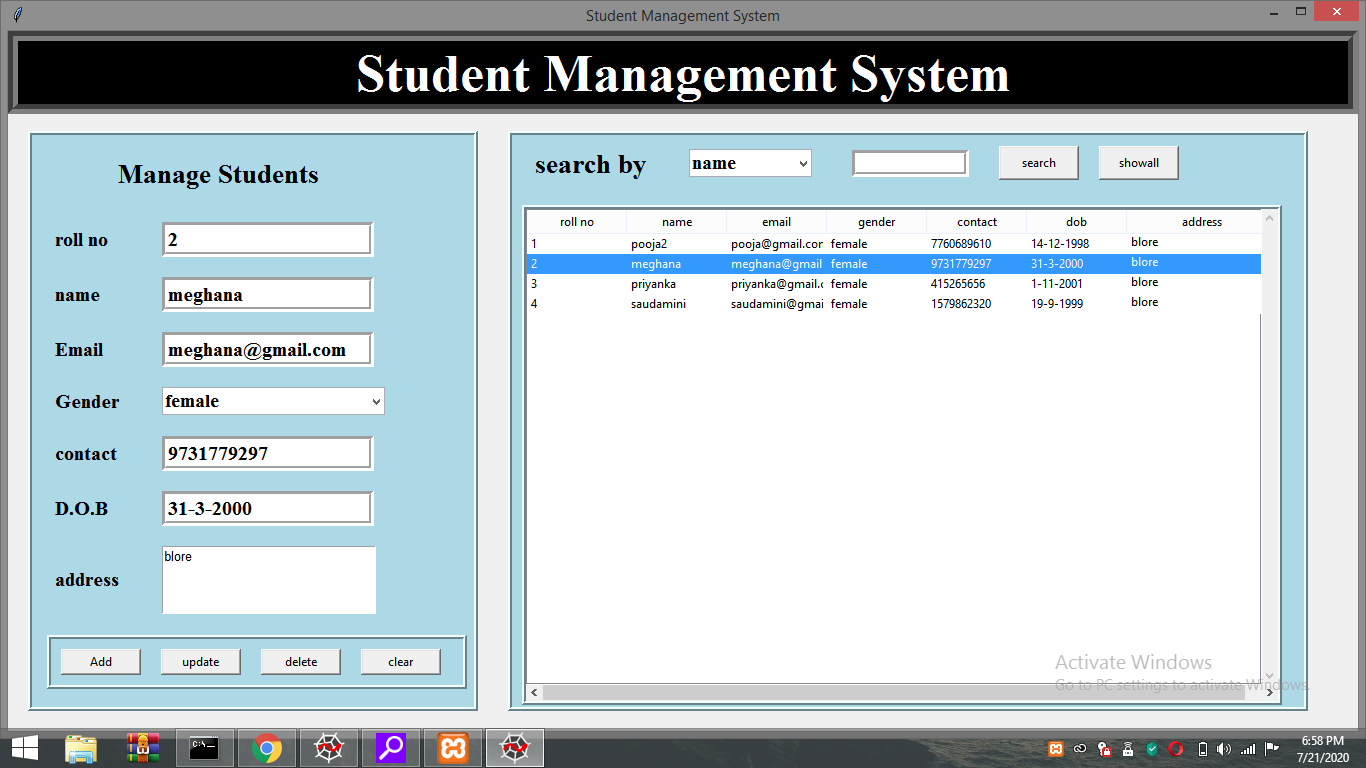 Student Management System
Student Management System
Manage Students
roll no 2
name meghana
Email meghana@gmail.com
Gender female
contact 9731779297
D.O.B 31-3-2000
address blore
Add update delete clear
search by name search showall
roll no name email gender contact dob address
1 pooja2 pooja@gmail.com female 7760689610 14-12-1998 blore
2 meghana meghana@gmail female 9731779297 31-3-2000 blore
3 priyanka priyanka@gmail.c female 415265656 1-11-2001 blore
4 saudamini saudamini@gmai female 1579862320 19-9-1999 blore
Activate Windows
Go to PC settings to activate Windows.
C:\
6:58 PM
7/21/2020